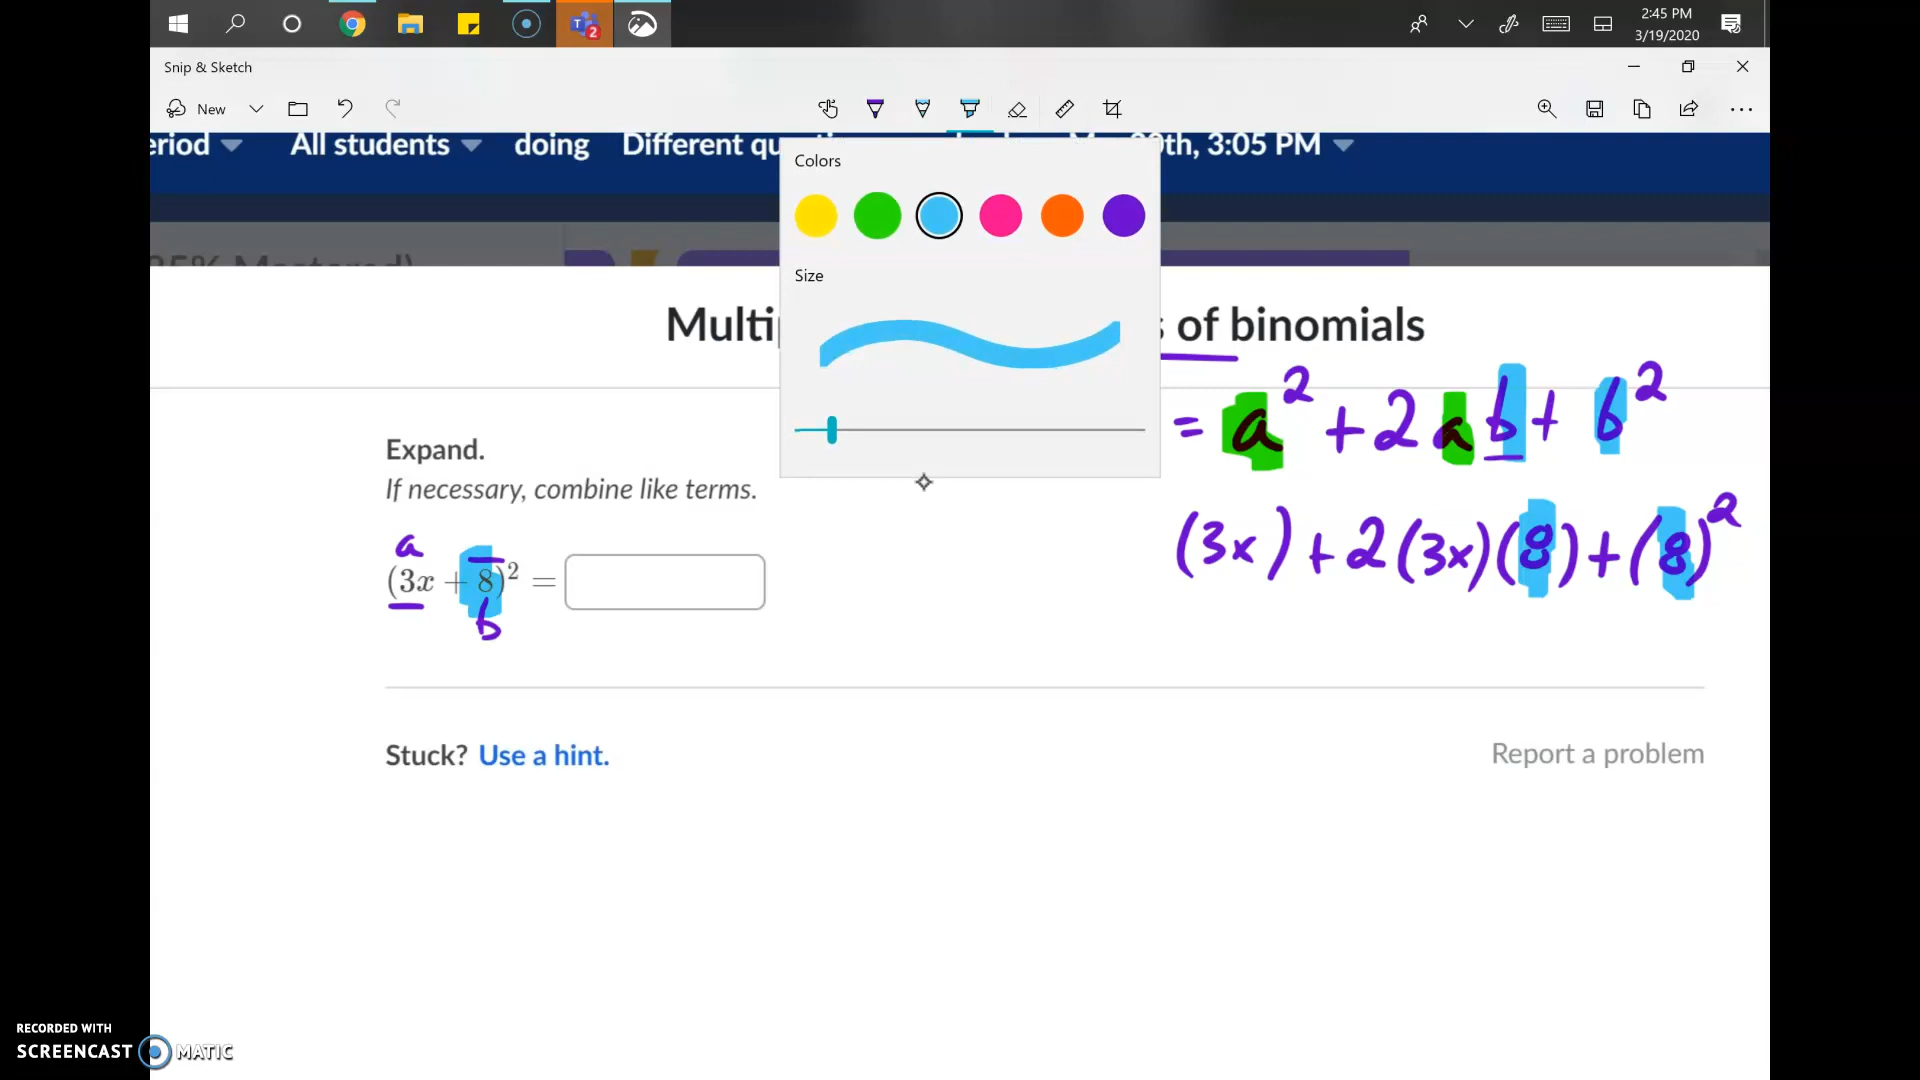 2:45 PM
3/19/2020
Snip & Sketch
New
eriod All students doing Different qu th, 3:05 PM
Colors
Size
Multip s of binomials
= a² + 2ab + b²
Expand.
If necessary, combine like terms.
(3x) + 2(3x)(8) + (8)²
a
(3x + 8)² =
b
Stuck? Use a hint.
Report a problem
RECORDED WITH
SCREENCAST MATIC